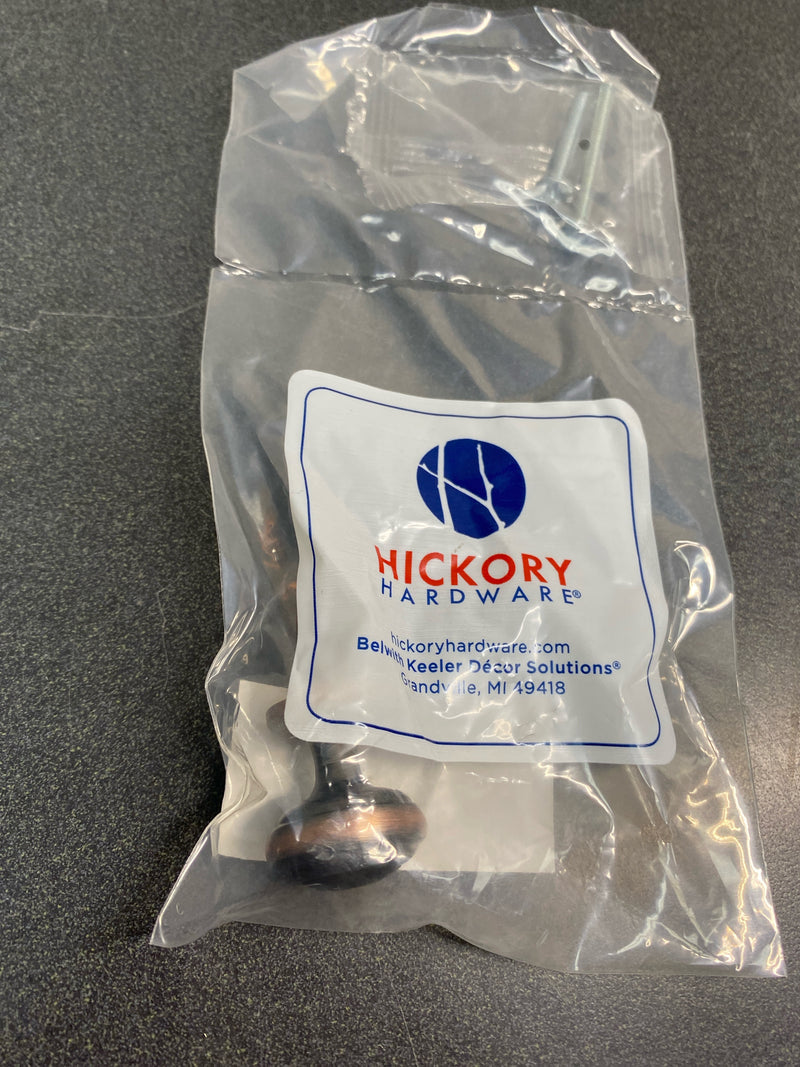 HICKORY
HARDWARE®
hickoryhardware.com
Belwith Keeler Décor Solutions®
Grandville, MI 49418